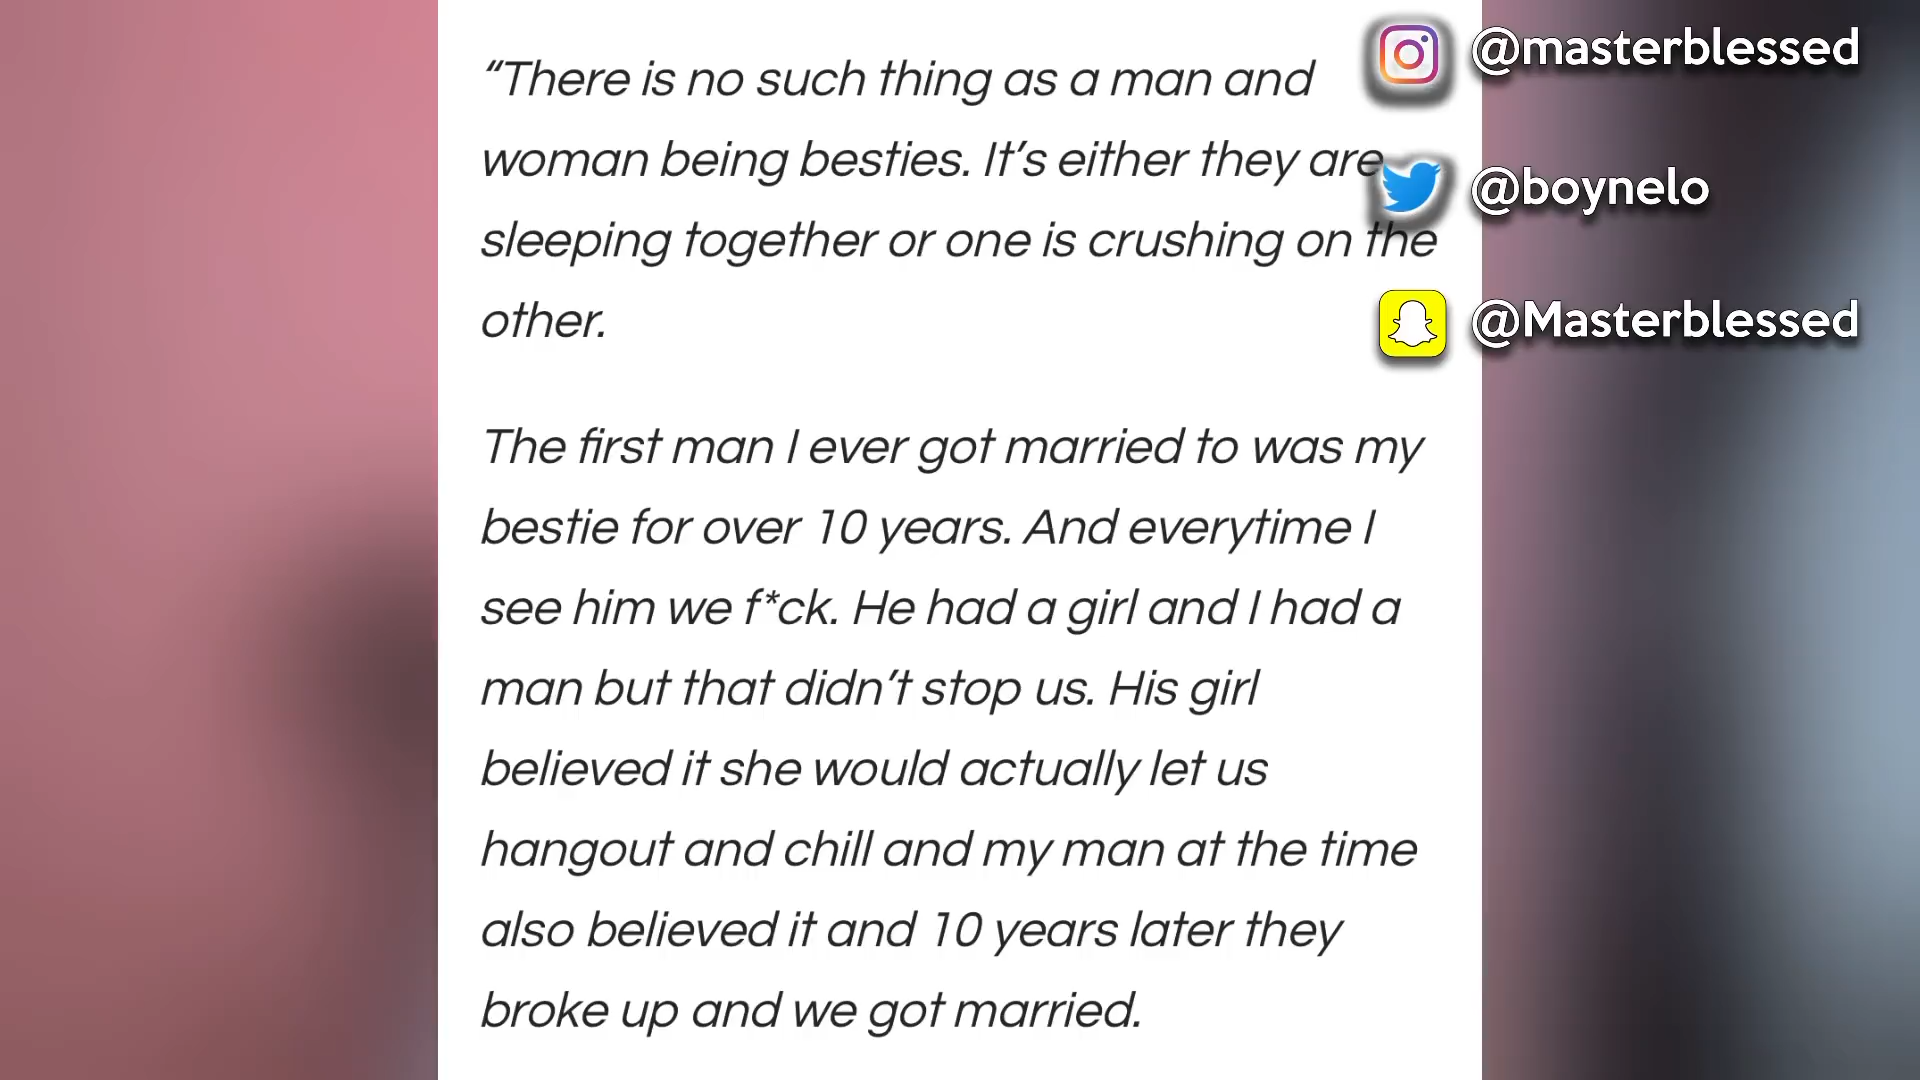 “There is no such thing as a man and
woman being besties. It’s either they are
sleeping together or one is crushing on the
other.
The first man I ever got married to was my
bestie for over 10 years. And everytime I
see him we f*ck. He had a girl and I had a
man but that didn’t stop us. His girl
believed it she would actually let us
hangout and chill and my man at the time
also believed it and 10 years later they
broke up and we got married.
@masterblessed
@boynelo
@Masterblessed